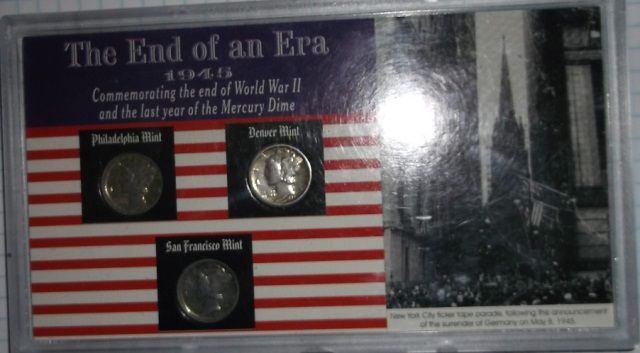 The End of an Era
1945
Commemorating the end of World War II
and the last year of the Mercury Dime
Philadelphia Mint
Denver Mint
San Francisco Mint
New York City ticker tape parade, following the announcement
of the surrender of Germany on May 8, 1945.